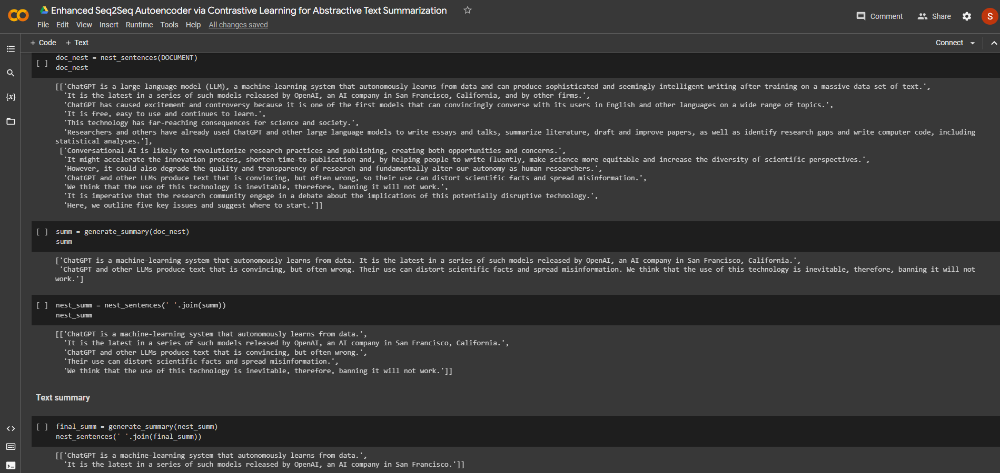 Enhanced Seq2Seq Autoencoder via Contrastive Learning for Abstractive Text Summarization
File Edit View Insert Runtime Tools Help All changes saved
Comment Share S
+ Code + Text
Connect
[ ] doc_nest = nest_sentences(DOCUMENT)
doc_nest
[['ChatGPT is a large language model (LLM), a machine-learning system that autonomously learns from data and can produce sophisticated and seemingly intelligent writing after training on a massive data set of text.',
'It is the latest in a series of such models released by OpenAI, an AI company in San Francisco, California, and by other firms.',
'ChatGPT has caused excitement and controversy because it is one of the first models that can convincingly converse with its users in English and other languages on a wide range of topics.',
'It is free, easy to use and continues to learn.',
'This technology has far-reaching consequences for science and society.',
'Researchers and others have already used ChatGPT and other large language models to write essays and talks, summarize literature, draft and improve papers, as well as identify research gaps and write computer code, including
statistical analyses.'],
['Conversational AI is likely to revolutionize research practices and publishing, creating both opportunities and concerns.',
'It might accelerate the innovation process, shorten time-to-publication and, by helping people to write fluently, make science more equitable and increase the diversity of scientific perspectives.',
'However, it could also degrade the quality and transparency of research and fundamentally alter our autonomy as human researchers.',
'ChatGPT and other LLMs produce text that is convincing, but often wrong, so their use can distort scientific facts and spread misinformation.',
'We think that the use of this technology is inevitable, therefore, banning it will not work.',
'It is imperative that the research community engage in a debate about the implications of this potentially disruptive technology.',
'Here, we outline five key issues and suggest where to start.']]
[ ] summ = generate_summary(doc_nest)
summ
['ChatGPT is a machine-learning system that autonomously learns from data. It is the latest in a series of such models released by OpenAI, an AI company in San Francisco, California.',
'ChatGPT and other LLMs produce text that is convincing, but often wrong. Their use can distort scientific facts and spread misinformation. We think that the use of this technology is inevitable, therefore, banning it will not
work.']
[ ] nest_summ = nest_sentences(' '.join(summ))
nest_summ
[['ChatGPT is a machine-learning system that autonomously learns from data.',
'It is the latest in a series of such models released by OpenAI, an AI company in San Francisco, California.',
'ChatGPT and other LLMs produce text that is convincing, but often wrong.',
'Their use can distort scientific facts and spread misinformation.',
'We think that the use of this technology is inevitable, therefore, banning it will not work.']]
Text summary
[ ] final_summ = generate_summary(nest_summ)
nest_sentences(' '.join(final_summ))
[['ChatGPT is a machine-learning system that autonomously learns from data.',
'It is the latest in a series of such models released by OpenAI, an AI company in San Francisco.']]